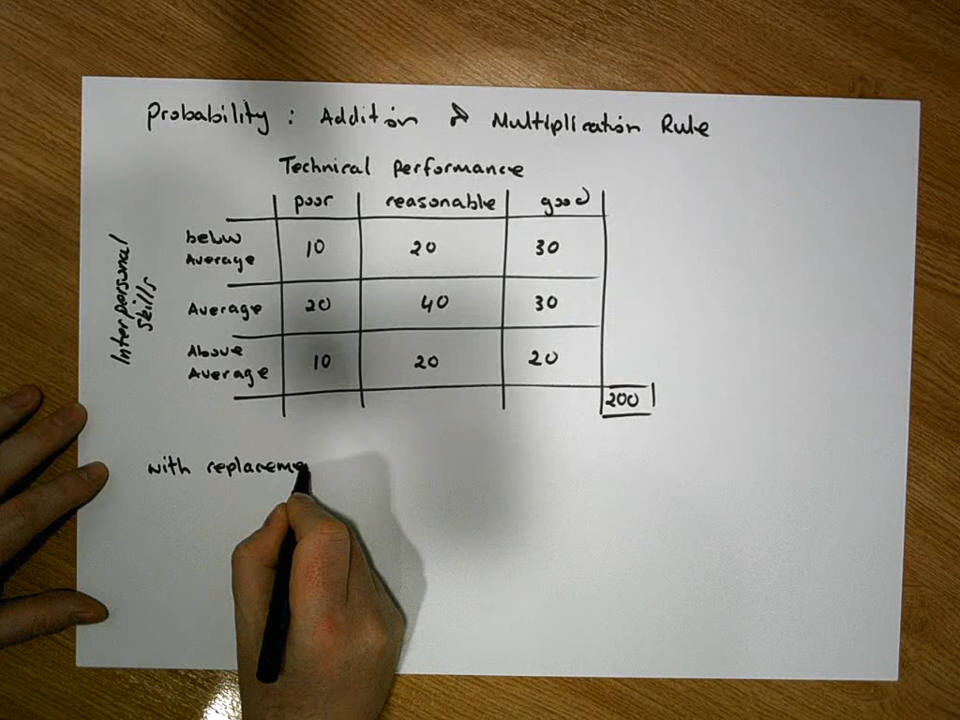 Probability : Addition & Multiplication Rule
Technical Performance
poor reasonable good
Interpersonal Skills
below Average 10 20 30
Average 20 40 30
Above Average 10 20 20
200
with replaceme